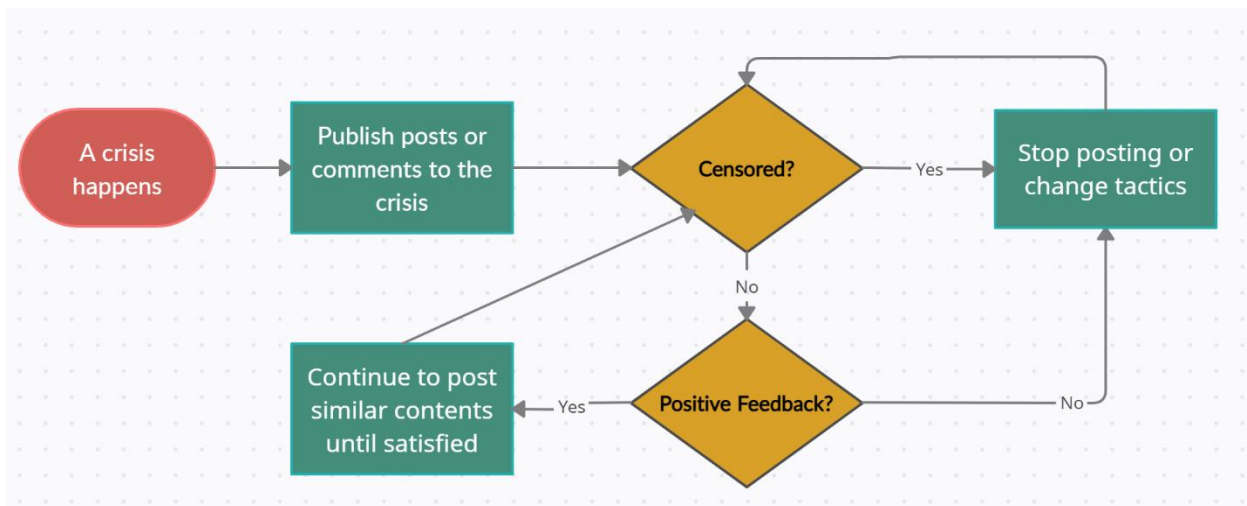 A crisis
happens
Publish posts or
comments to the
crisis
Censored?
Yes
Stop posting or
change tactics
No
Positive Feedback?
Yes
Continue to post
similar contents
until satisfied
No